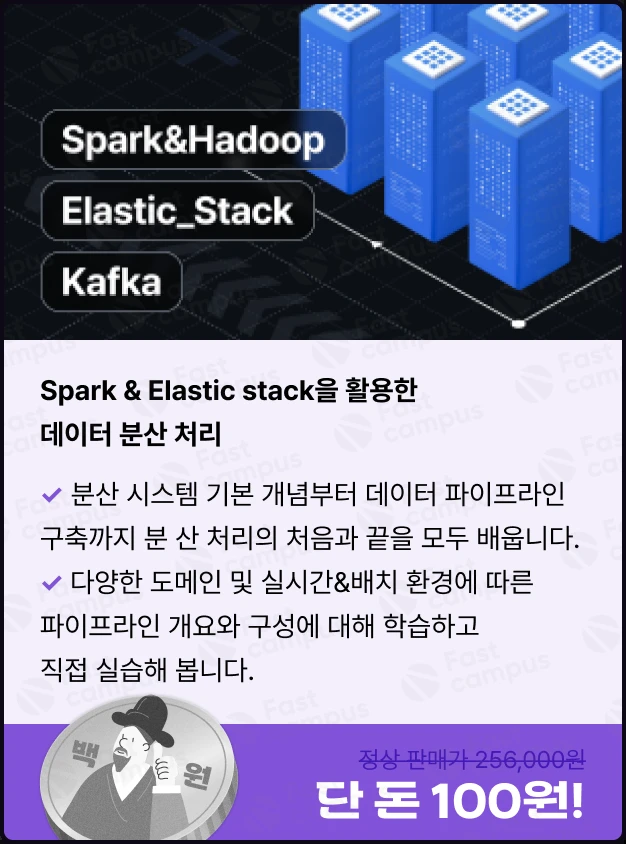 Spark&Hadoop
Elastic_Stack
Kafka
Spark & Elastic stack을 활용한
데이터 분산 처리
✓ 분산 시스템 기본 개념부터 데이터 파이프라인
구축까지 분 산 처리의 처음과 끝을 모두 배웁니다.
✓ 다양한 도메인 및 실시간&배치 환경에 따른
파이프라인 개요와 구성에 대해 학습하고
직접 실습해 봅니다.
백 원
정상 판매가 256,000원
단 돈 100원!
Fast campus